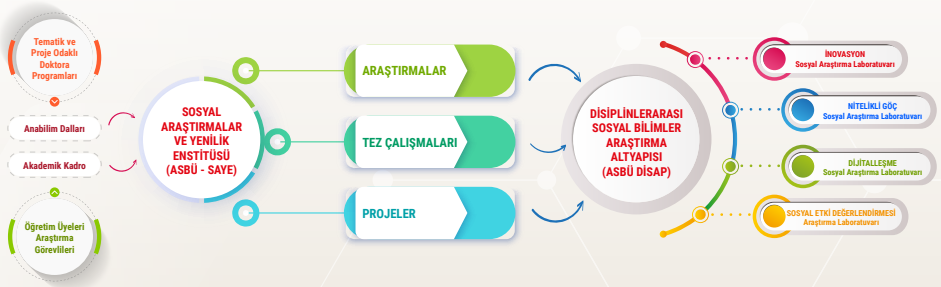 Tematik ve
Proje Odaklı
Doktora
Programları
Anabilim Dalları
Akademik Kadro
Öğretim Üyeleri
Araştırma
Görevlileri
SOSYAL
ARAŞTIRMALAR
VE YENİLİK
ENSTİTÜSÜ
(ASBÜ - SAYE)
ARAŞTIRMALAR
TEZ ÇALIŞMALARI
PROJELER
DİSİPLİNLERARASI
SOSYAL BİLİMLER
ARAŞTIRMA
ALTYAPISI
(ASBÜ DİSAP)
İNOVASYON
Sosyal Araştırma Laboratuvarı
NİTELİKLİ GÖÇ
Sosyal Araştırma Laboratuvarı
DİJİTALLEŞME
Sosyal Araştırma Laboratuvarı
SOSYAL ETKİ DEĞERLENDİRMESİ
Araştırma Laboratuvarı